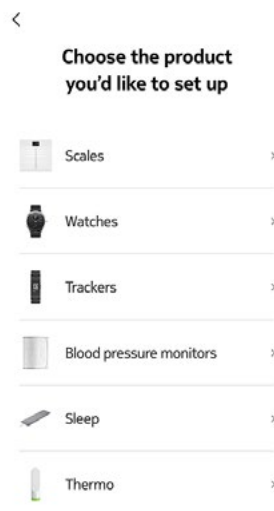 Choose the product
you'd like to set up
Scales
Watches
Trackers
Blood pressure monitors
Sleep
Thermo